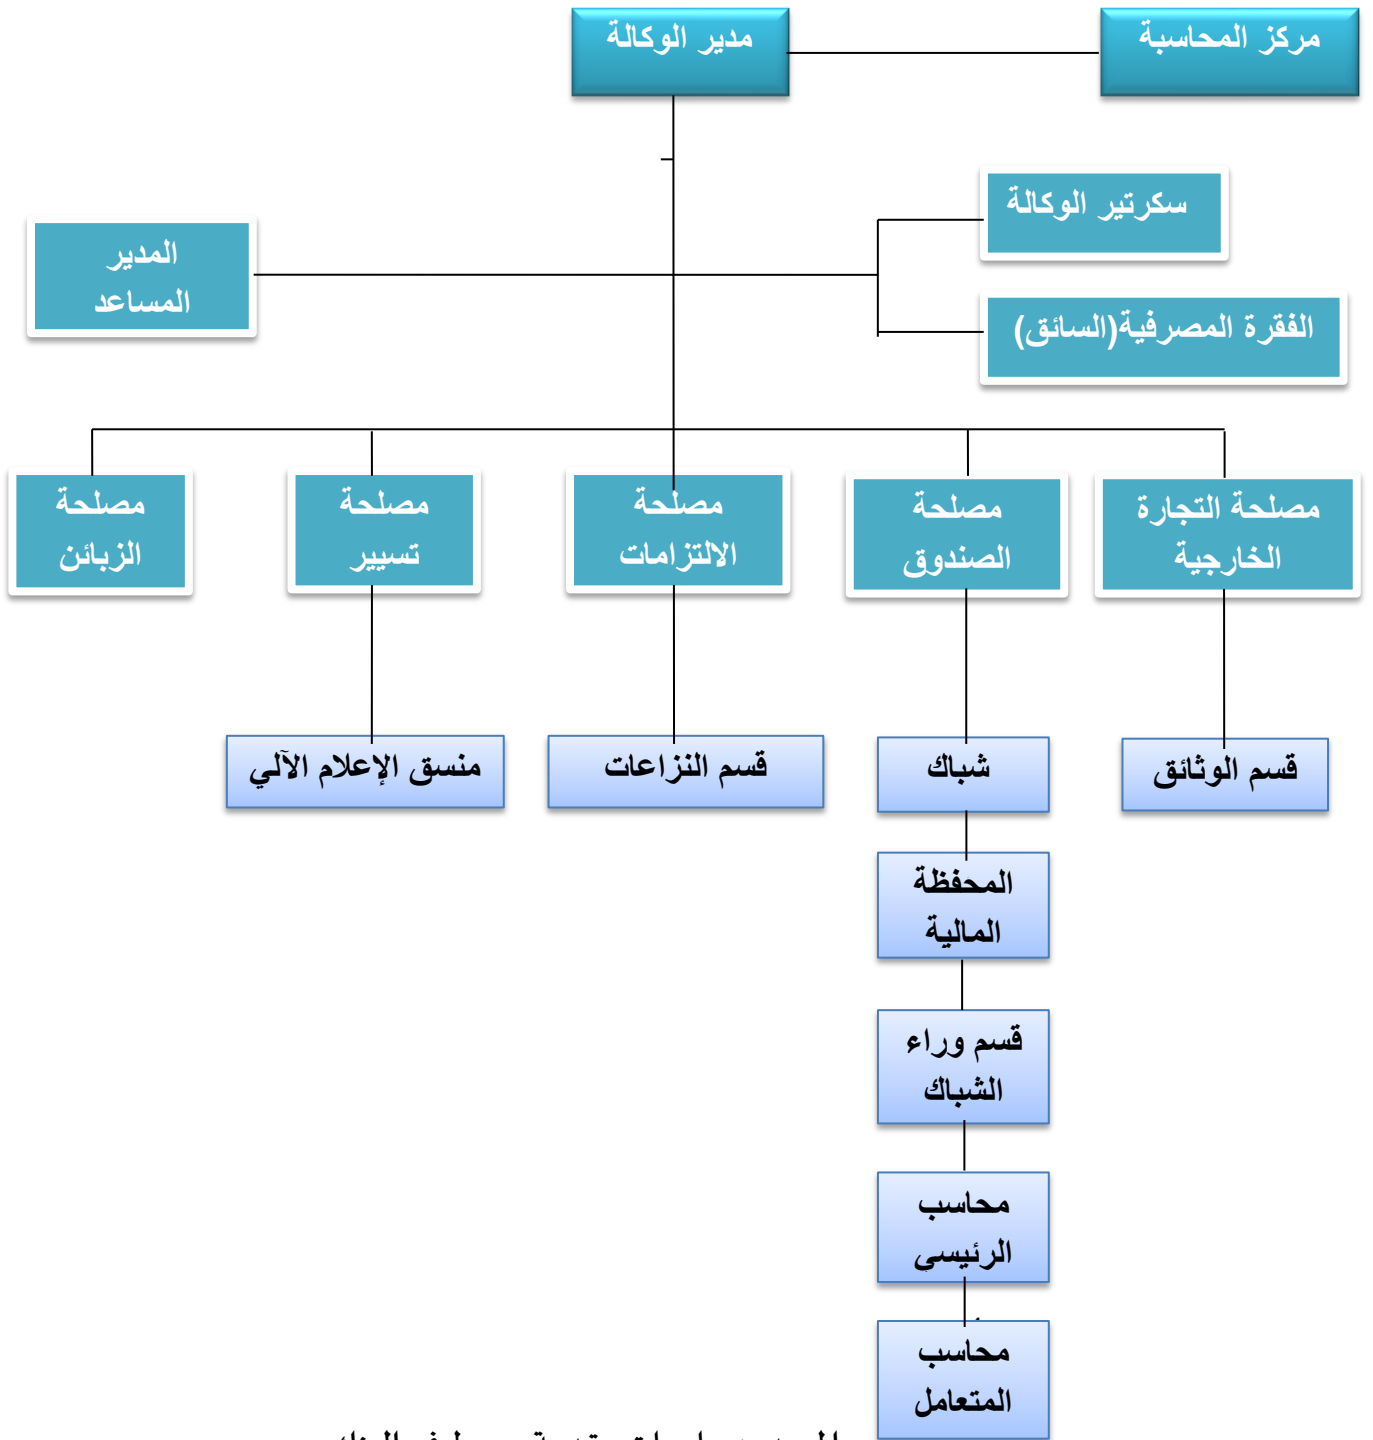 مركز المحاسبة
مدير الوكالة
سكرتير الوكالة
المدير
المساعد
الفقرة المصرفية(السائق)
مصلحة التجارة
الخارجية
مصلحة
الصندوق
مصلحة
الالتزامات
مصلحة
تسيير
مصلحة
الزبائن
قسم الوثائق
شباك
قسم النزاعات
منسق الإعلام الآلي
المحفظة
المالية
قسم وراء
الشباك
محاسب
الرئيسي
محاسب
المتعامل